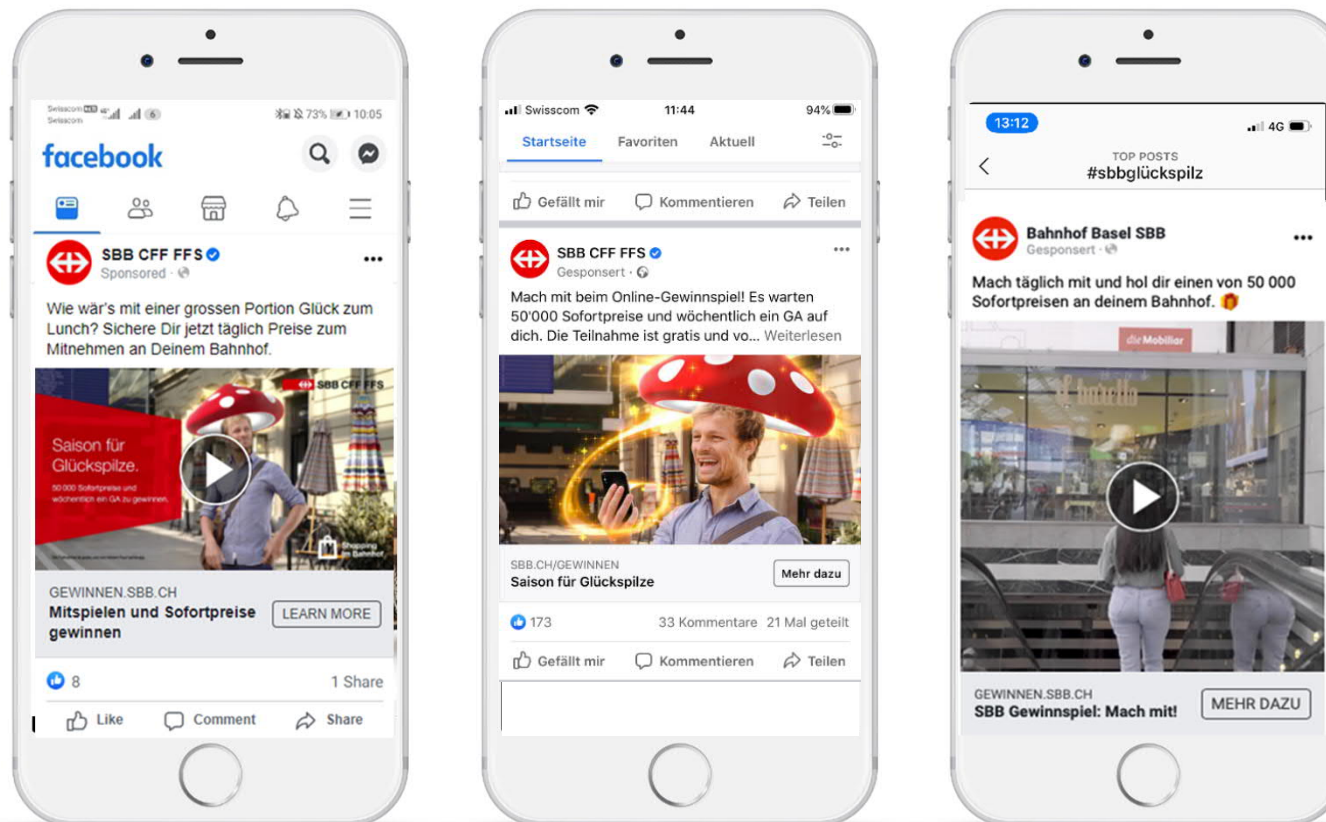 Swisscom
Swisscom
73% 10:05
facebook
SBB CFF FFS
Sponsored ·
Wie wär's mit einer grossen Portion Glück zum
Lunch? Sichere Dir jetzt täglich Preise zum
Mitnehmen an Deinem Bahnhof.
SBB CFF FFS
Saison für
Glückspilze.
50 000 Sofortpreise und
wöchentlich ein GA zu gewinnen.
Shopping
im Bahnhof
GEWINNEN.SBB.CH
Mitspielen und Sofortpreise
gewinnen
LEARN MORE
8
1 Share
Like Comment Share
Swisscom 11:44 94%
Startseite Favoriten Aktuell
Gefällt mir Kommentieren Teilen
SBB CFF FFS
Gesponsert ·
Mach mit beim Online-Gewinnspiel! Es warten
50'000 Sofortpreise und wöchentlich ein GA auf
dich. Die Teilnahme ist gratis und vo... Weiterlesen
SBB.CH/GEWINNEN
Saison für Glückspilze
Mehr dazu
173 33 Kommentare 21 Mal geteilt
Gefällt mir Kommentieren Teilen
13:12 4G
TOP POSTS
#sbbglückspilz
Bahnhof Basel SBB
Gesponsert ·
Mach täglich mit und hol dir einen von 50 000
Sofortpreisen an deinem Bahnhof.
die Mobiliar
GEWINNEN.SBB.CH
SBB Gewinnspiel: Mach mit!
MEHR DAZU